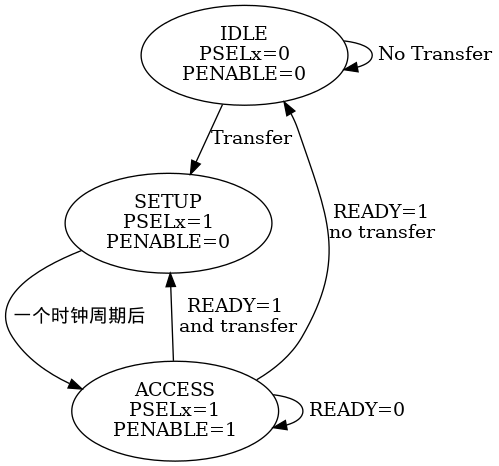 IDLE
PSELx=0
PENABLE=0
No Transfer
Transfer
SETUP
PSELx=1
PENABLE=0
READY=1
no transfer
一个时钟周期后
READY=1
and transfer
ACCESS
PSELx=1
PENABLE=1
READY=0